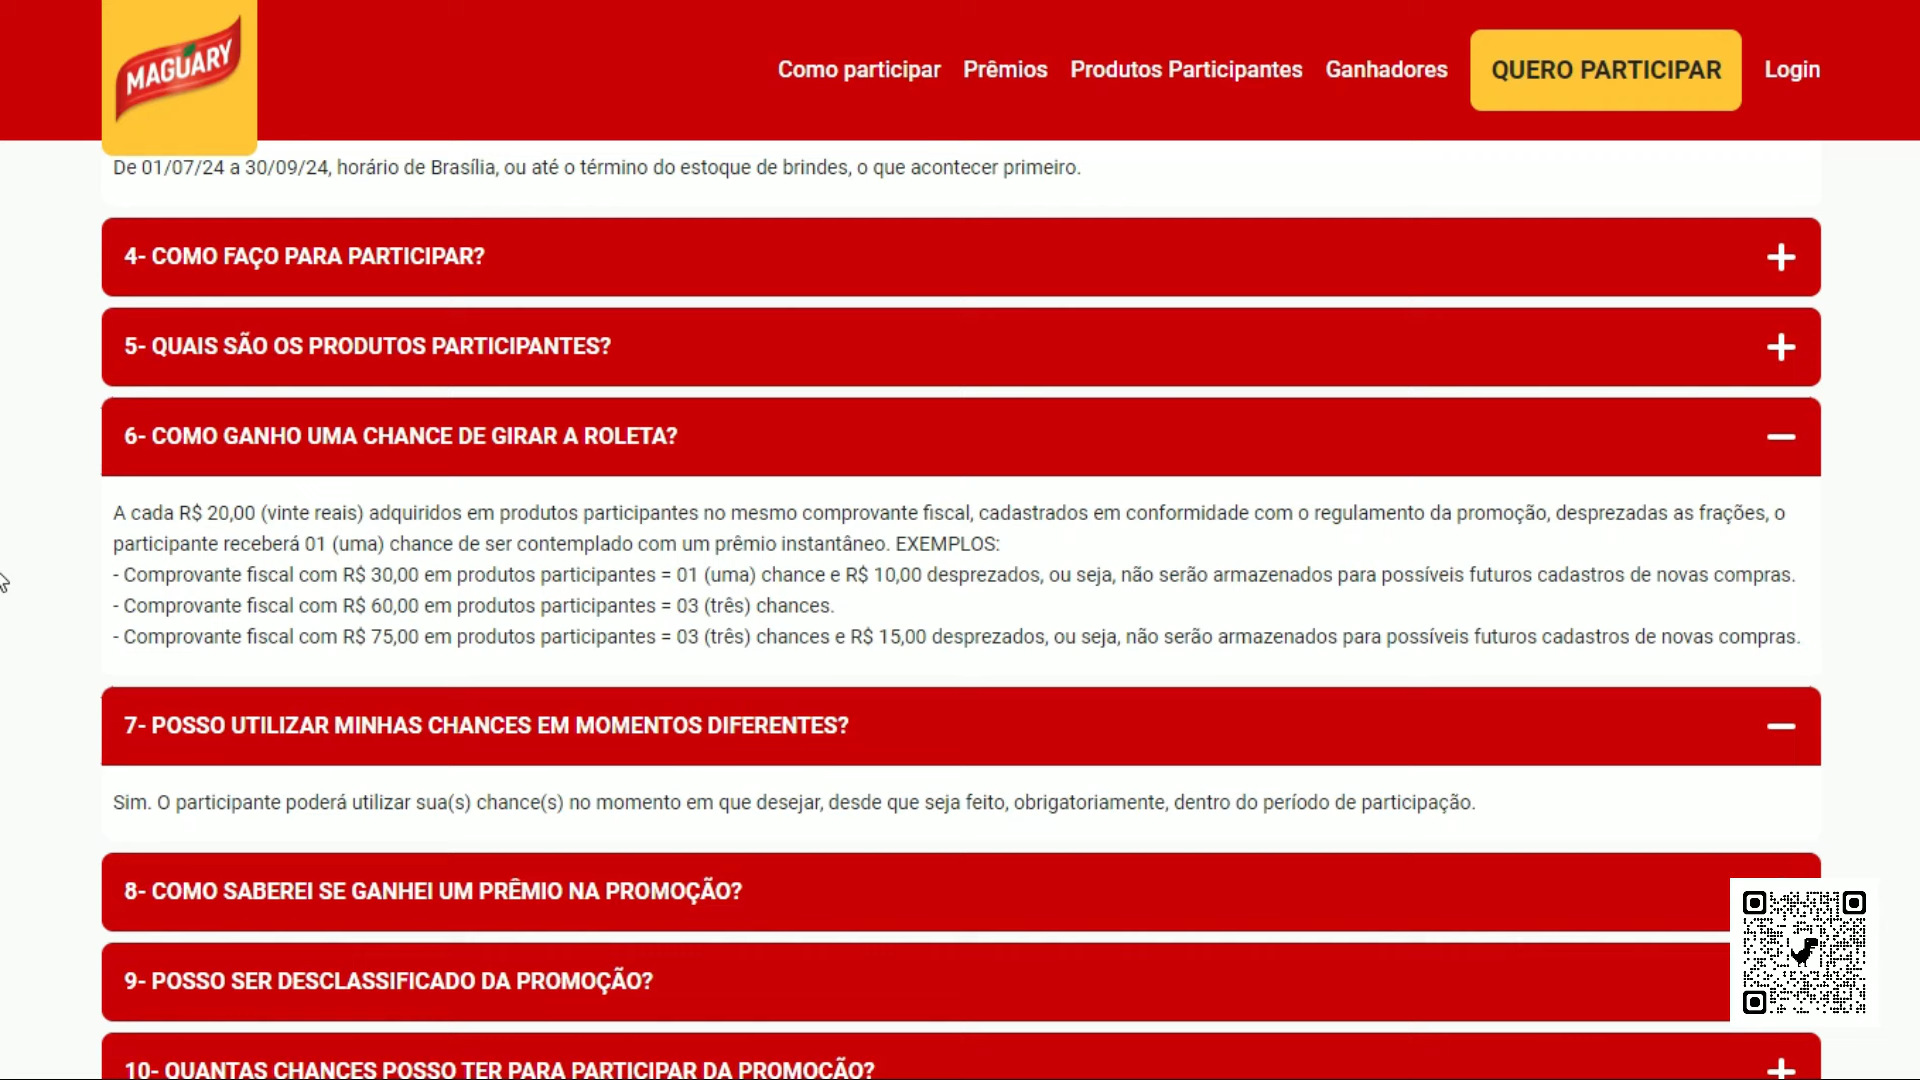 MAGUARY
Como participar Prêmios Produtos Participantes Ganhadores QUERO PARTICIPAR Login
De 01/07/24 a 30/09/24, horário de Brasília, ou até o término do estoque de brindes, o que acontecer primeiro.
4- COMO FAÇO PARA PARTICIPAR?
5- QUAIS SÃO OS PRODUTOS PARTICIPANTES?
6- COMO GANHO UMA CHANCE DE GIRAR A ROLETA?
A cada R$ 20,00 (vinte reais) adquiridos em produtos participantes no mesmo comprovante fiscal, cadastrados em conformidade com o regulamento da promoção, desprezadas as frações, o
participante receberá 01 (uma) chance de ser contemplado com um prêmio instantâneo. EXEMPLOS:
- Comprovante fiscal com R$ 30,00 em produtos participantes = 01 (uma) chance e R$ 10,00 desprezados, ou seja, não serão armazenados para possíveis futuros cadastros de novas compras.
- Comprovante fiscal com R$ 60,00 em produtos participantes = 03 (três) chances.
- Comprovante fiscal com R$ 75,00 em produtos participantes = 03 (três) chances e R$ 15,00 desprezados, ou seja, não serão armazenados para possíveis futuros cadastros de novas compras.
7- POSSO UTILIZAR MINHAS CHANCES EM MOMENTOS DIFERENTES?
Sim. O participante poderá utilizar sua(s) chance(s) no momento em que desejar, desde que seja feito, obrigatoriamente, dentro do período de participação.
8- COMO SABEREI SE GANHEI UM PRÊMIO NA PROMOÇÃO?
9- POSSO SER DESCLASSIFICADO DA PROMOÇÃO?
10- QUANTAS CHANCES POSSO TER PARA PARTICIPAR DA PROMOÇÃO?